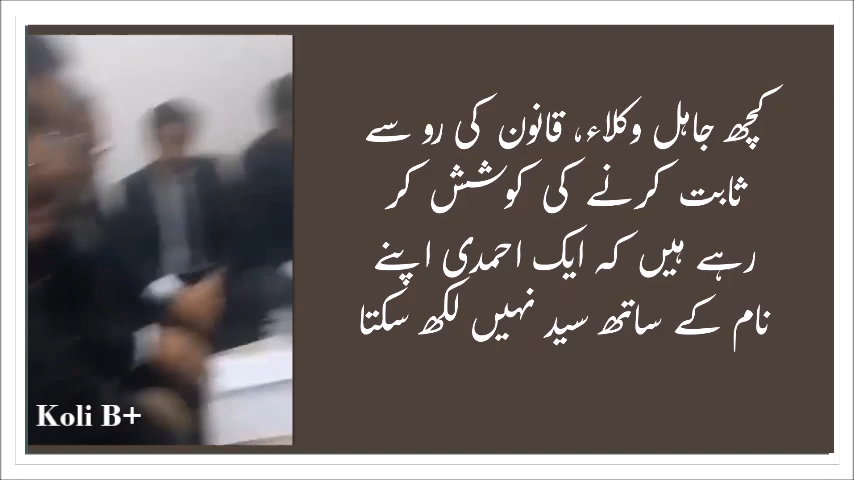 کچھ جاہل وکلاء، قانون کی رو سے
ثابت کرنے کی کوشش کر
رہے ہیں کہ ایک احمدی اپنے
نام کے ساتھ سید نہیں لکھ سکتا
Koli B+